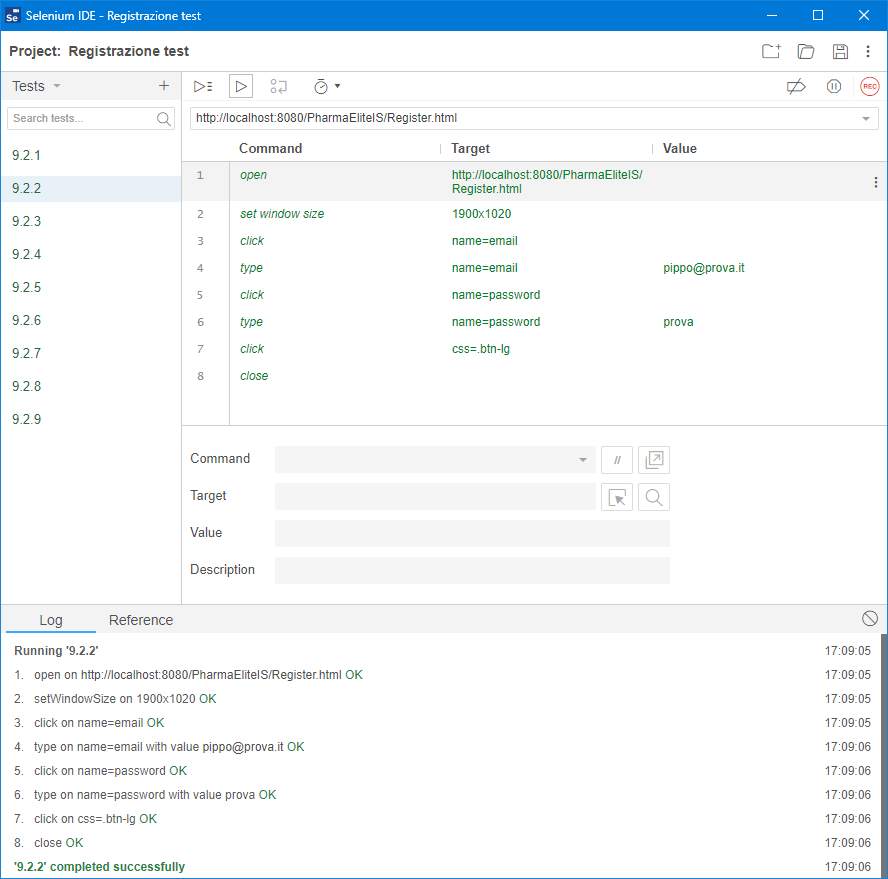 Selenium IDE - Registrazione test
Project: Registrazione test
Tests
REC
Search tests...
http://localhost:8080/PharmaEliteIS/Register.html
Command Target Value
9.2.1
9.2.2
9.2.3
9.2.4
9.2.5
9.2.6
9.2.7
9.2.8
9.2.9
1 open http://localhost:8080/PharmaEliteIS/
Register.html
2 set window size 1900x1020
3 click name=email
4 type name=email pippo@prova.it
5 click name=password
6 type name=password prova
7 click css=.btn-lg
8 close
Command //
Target
Value
Description
Log Reference
Running '9.2.2' 17:09:05
1. open on http://localhost:8080/PharmaEliteIS/Register.html OK 17:09:05
2. setWindowSize on 1900x1020 OK 17:09:05
3. click on name=email OK 17:09:05
4. type on name=email with value pippo@prova.it OK 17:09:06
5. click on name=password OK 17:09:06
6. type on name=password with value prova OK 17:09:06
7. click on css=.btn-lg OK 17:09:06
8. close OK 17:09:06
'9.2.2' completed successfully 17:09:06